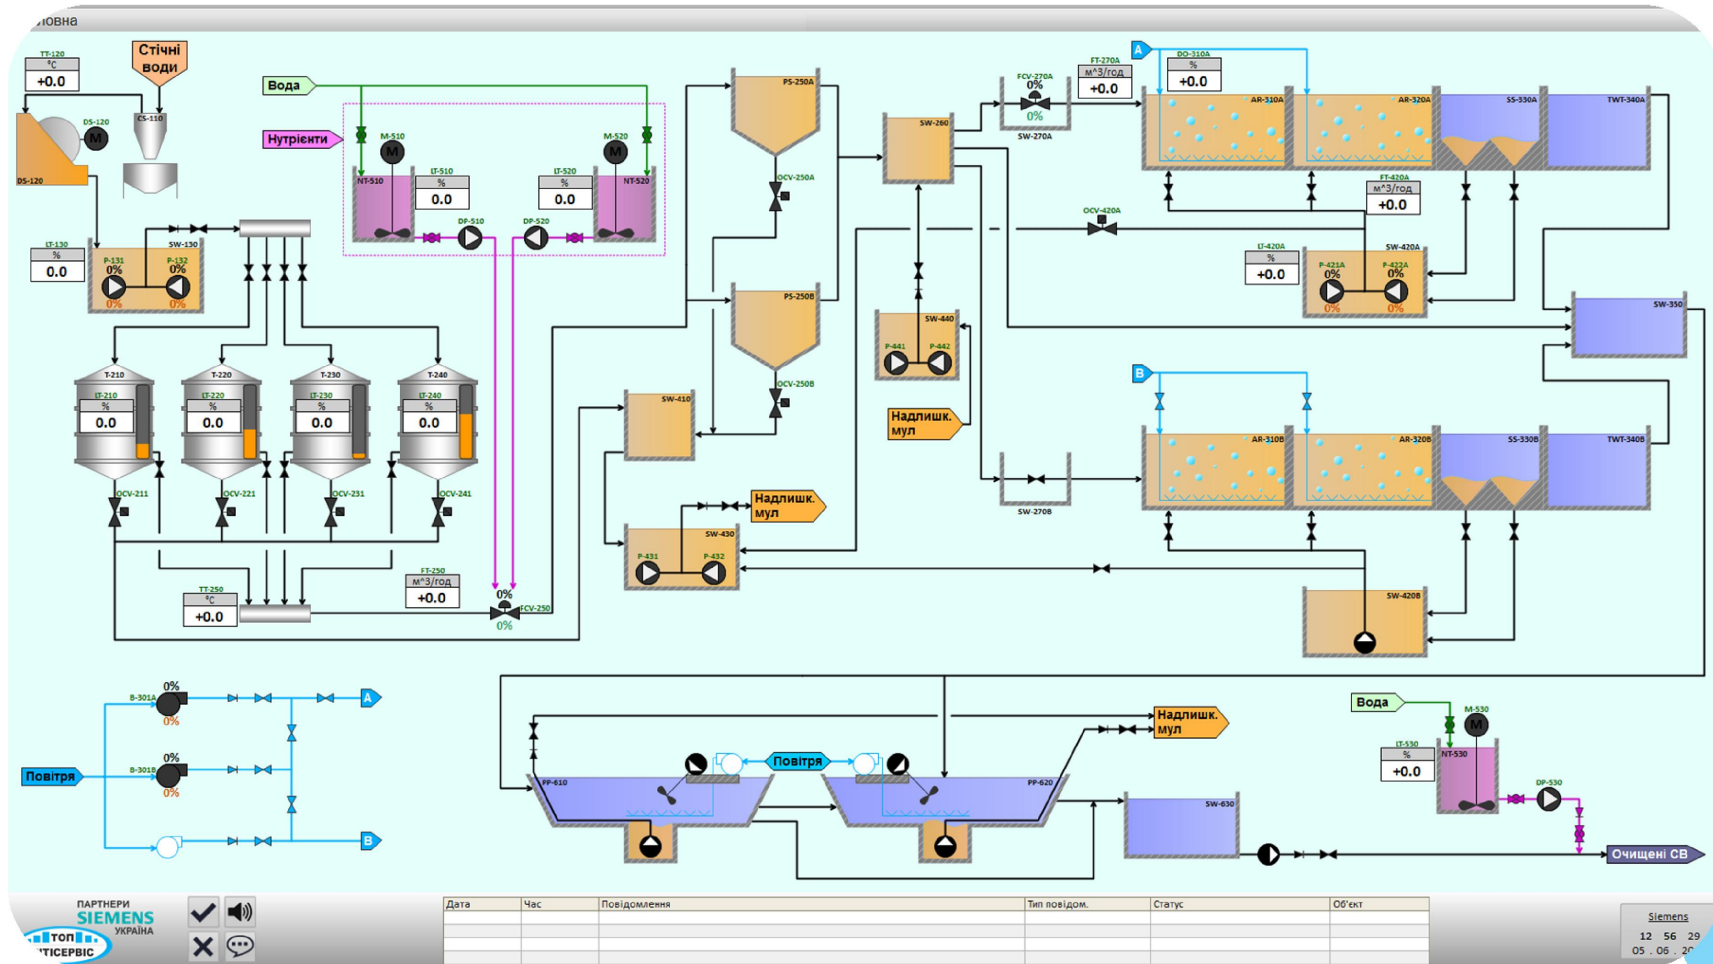 ловна
TT-120
°C
+0.0
Стічні
води
CS-110
DS-120
M
DS-120
Вода
Нутрієнти
M-510
M
NT-510
LT-510
%
0.0
DP-510
M-520
M
NT-520
LT-520
%
0.0
DP-520
LT-130
%
0.0
SW-130
P-131
0%
0%
P-132
0%
0%
T-210
LT-210
%
0.0
T-220
LT-220
%
0.0
T-230
LT-230
%
0.0
T-240
LT-240
%
0.0
OCV-211
OCV-221
OCV-231
OCV-241
TT-250
°C
+0.0
FT-250
м^3/год
+0.0
0%
FCV-250
0%
PS-250A
OCV-250A
PS-250B
OCV-250B
SW-410
Надлишк.
мул
SW-430
P-431
P-432
SW-260
SW-440
P-441
P-442
Надлишк.
мул
FCV-270A
0%
0%
SW-270A
FT-270A
м^3/год
+0.0
A
DO-310A
%
+0.0
AR-310A
AR-320A
SS-330A
TWT-340A
FT-420A
м^3/год
+0.0
OCV-420A
LT-420A
%
+0.0
SW-420A
P-421A
0%
0%
P-422A
0%
0%
SW-350
B
AR-310B
AR-320B
SS-330B
TWT-340B
SW-270B
SW-420B
Повітря
B-301A
0%
0%
B-301B
0%
0%
A
B
PP-610
Повітря
PP-620
Надлишк.
мул
SW-630
Вода
M-530
M
LT-530
%
+0.0
NT-530
DP-530
Очищені СВ
ПАРТНЕРИ
SIEMENS
УКРАЇНА
ТОП
ТІСЕРВІС
Дата
Час
Повідомлення
Тип повідом.
Статус
Об'єкт
Siemens
12 56 29
05 . 06 .